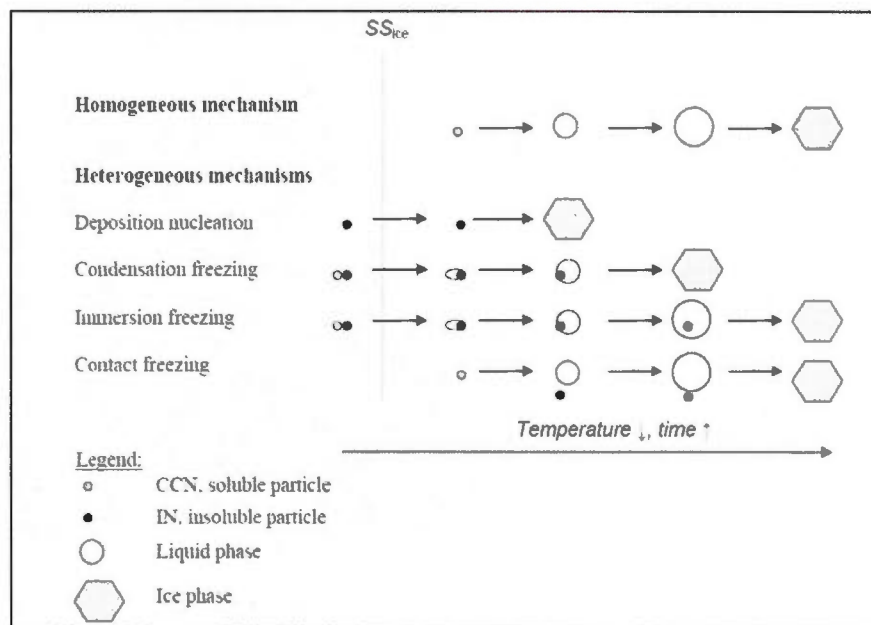 SSice
Homogeneous mechanism
Heterogeneous mechanisms
Deposition nucleation
Condensation freezing
Immersion freezing
Contact freezing
Temperature ↓, time ↑
Legend:
CCN, soluble particle
IN, insoluble particle
Liquid phase
Ice phase